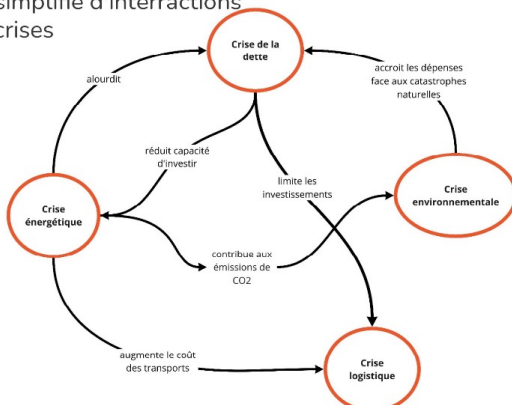 simplifié d'interractions
crises
Crise de la
dette
alourdit
accroit les dépenses
face aux catastrophes
naturelles
réduit capacité
d'investir
limite les
investissements
Crise
environnementale
Crise
énergétique
contribue aux
émissions de
CO2
augmente le coût
des transports
Crise
logistique